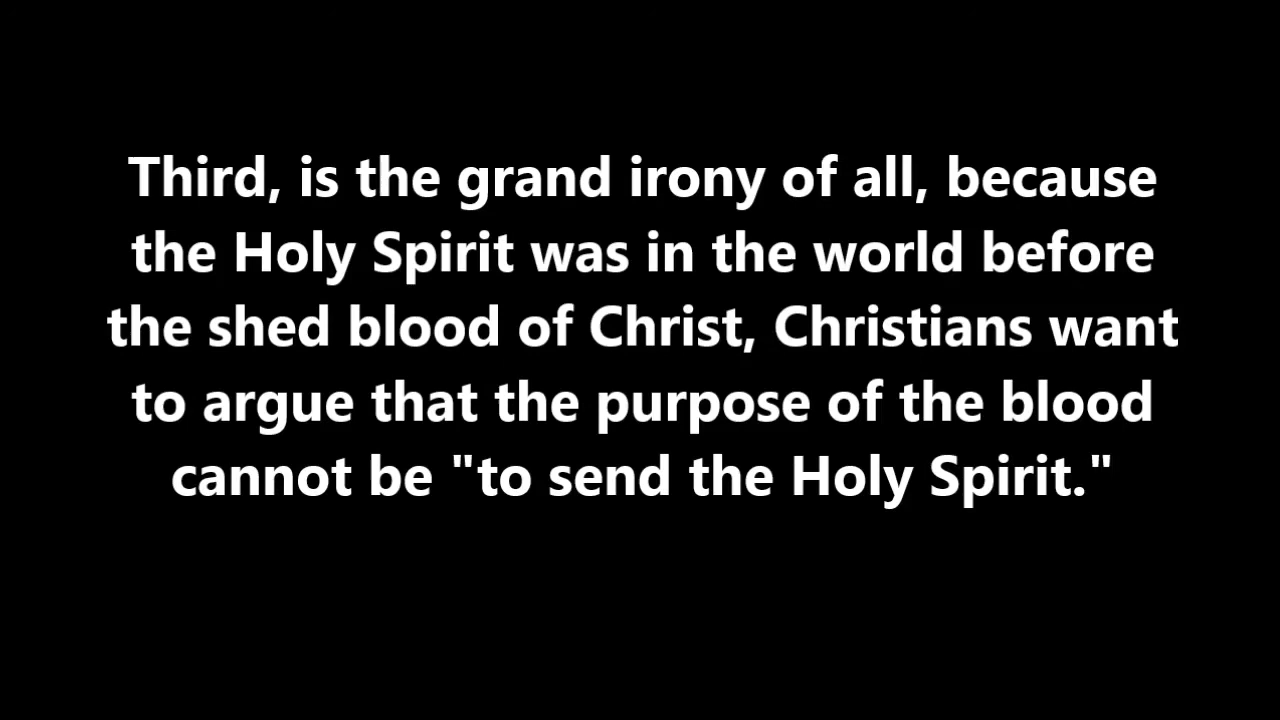 Third, is the grand irony of all, because
the Holy Spirit was in the world before
the shed blood of Christ, Christians want
to argue that the purpose of the blood
cannot be "to send the Holy Spirit."